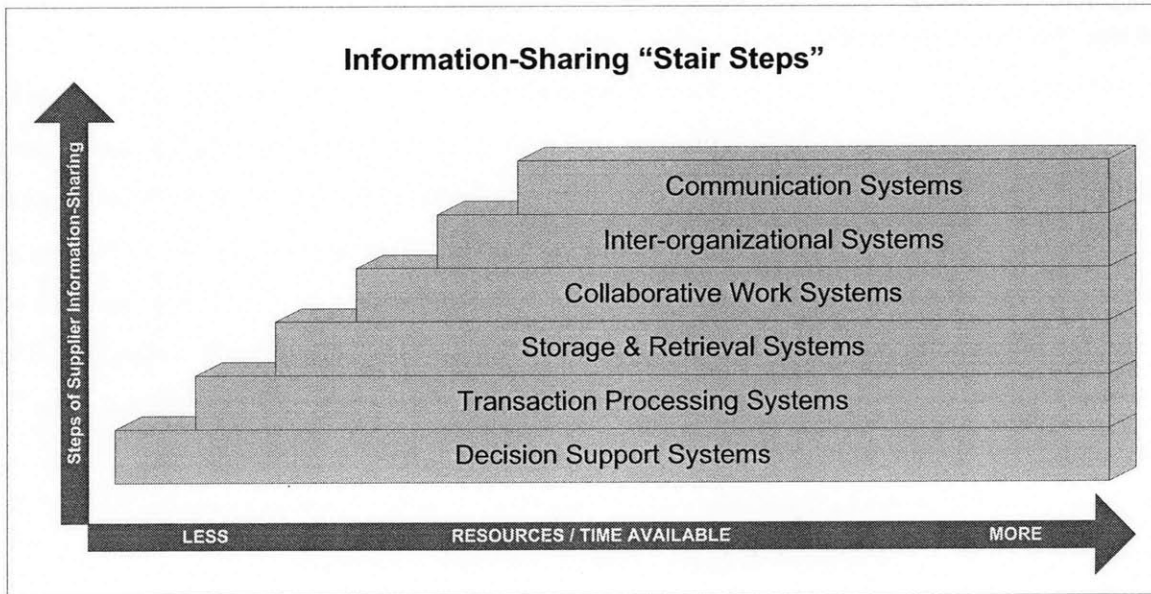 Information-Sharing “Stair Steps”
Steps of Supplier Information-Sharing
Communication Systems
Inter-organizational Systems
Collaborative Work Systems
Storage & Retrieval Systems
Transaction Processing Systems
Decision Support Systems
LESS RESOURCES / TIME AVAILABLE MORE